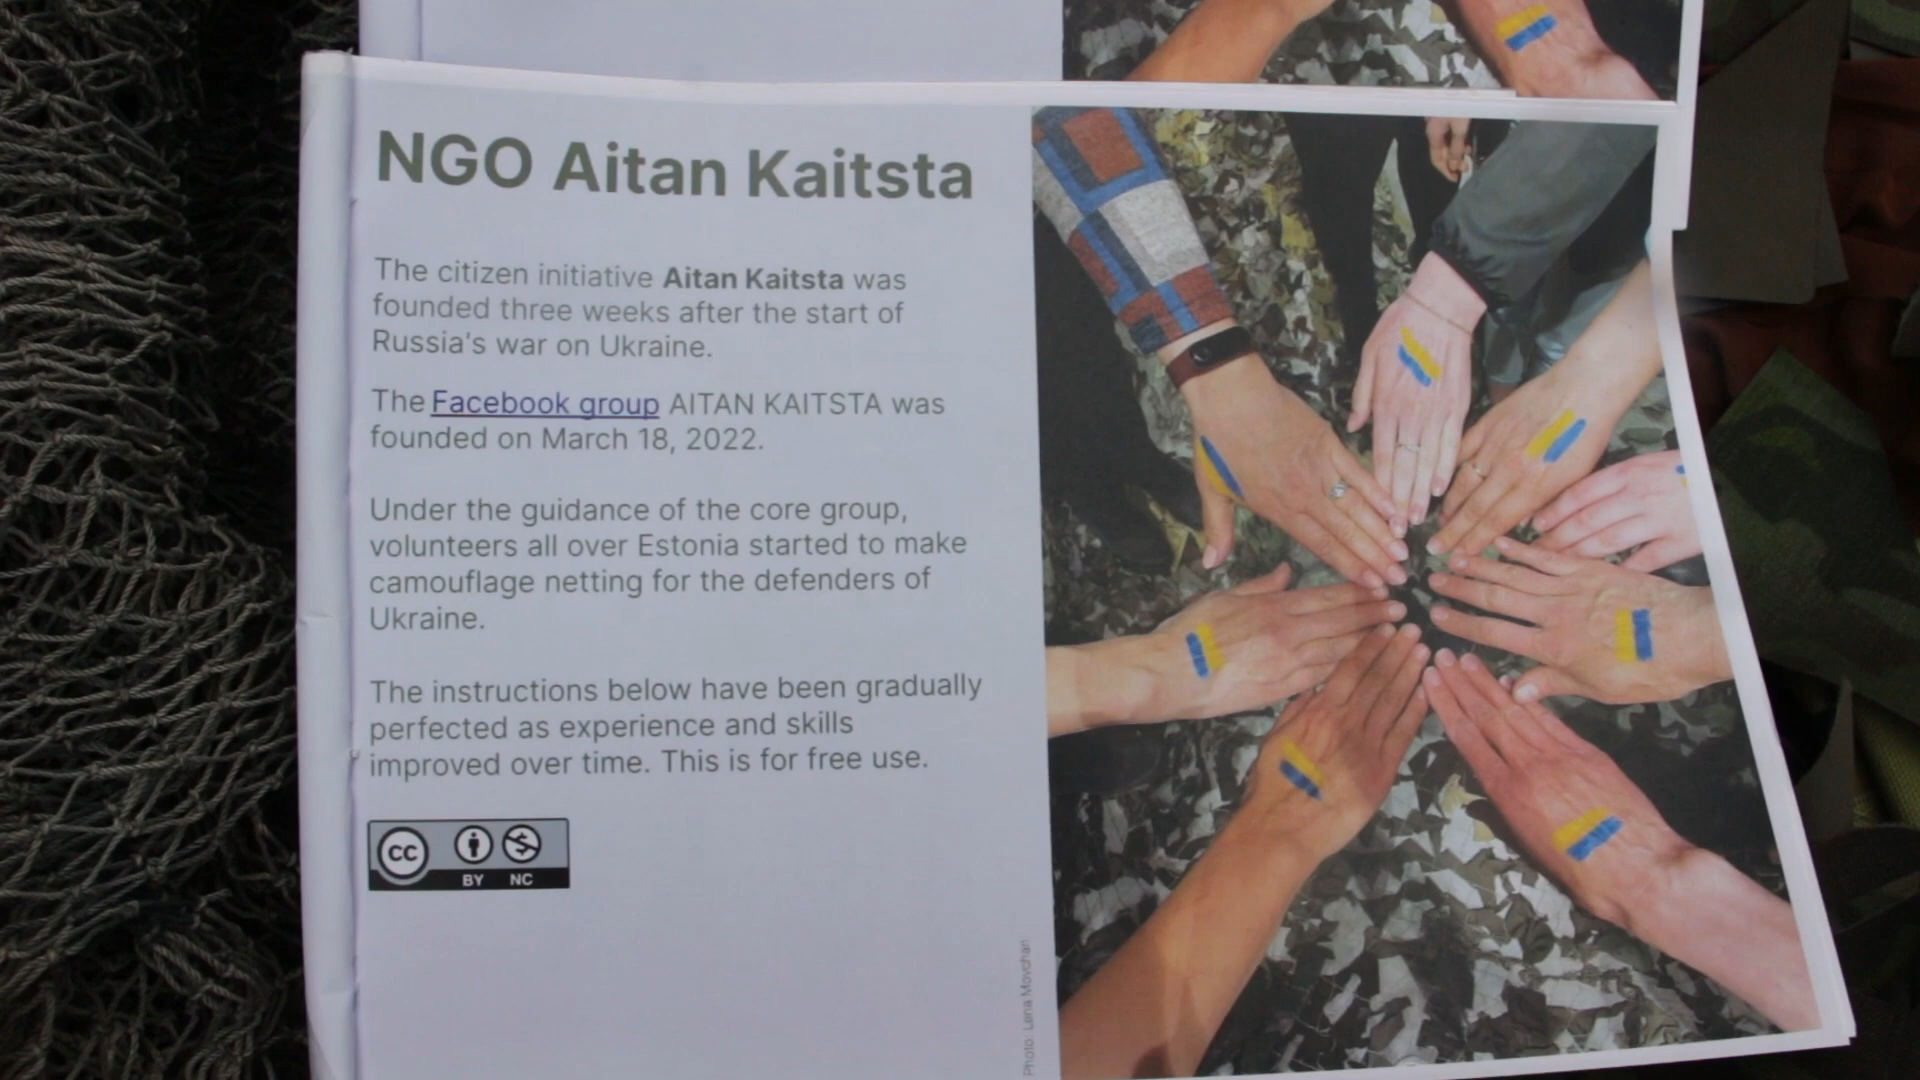 NGO Aitan Kaitsta
The citizen initiative Aitan Kaitsta was
founded three weeks after the start of
Russia's war on Ukraine.
The Facebook group AITAN KAITSTA was
founded on March 18, 2022.
Under the guidance of the core group,
volunteers all over Estonia started to make
camouflage netting for the defenders of
Ukraine.
The instructions below have been gradually
perfected as experience and skills
improved over time. This is for free use.
CC
BY NC
Photo: Lena Movchan